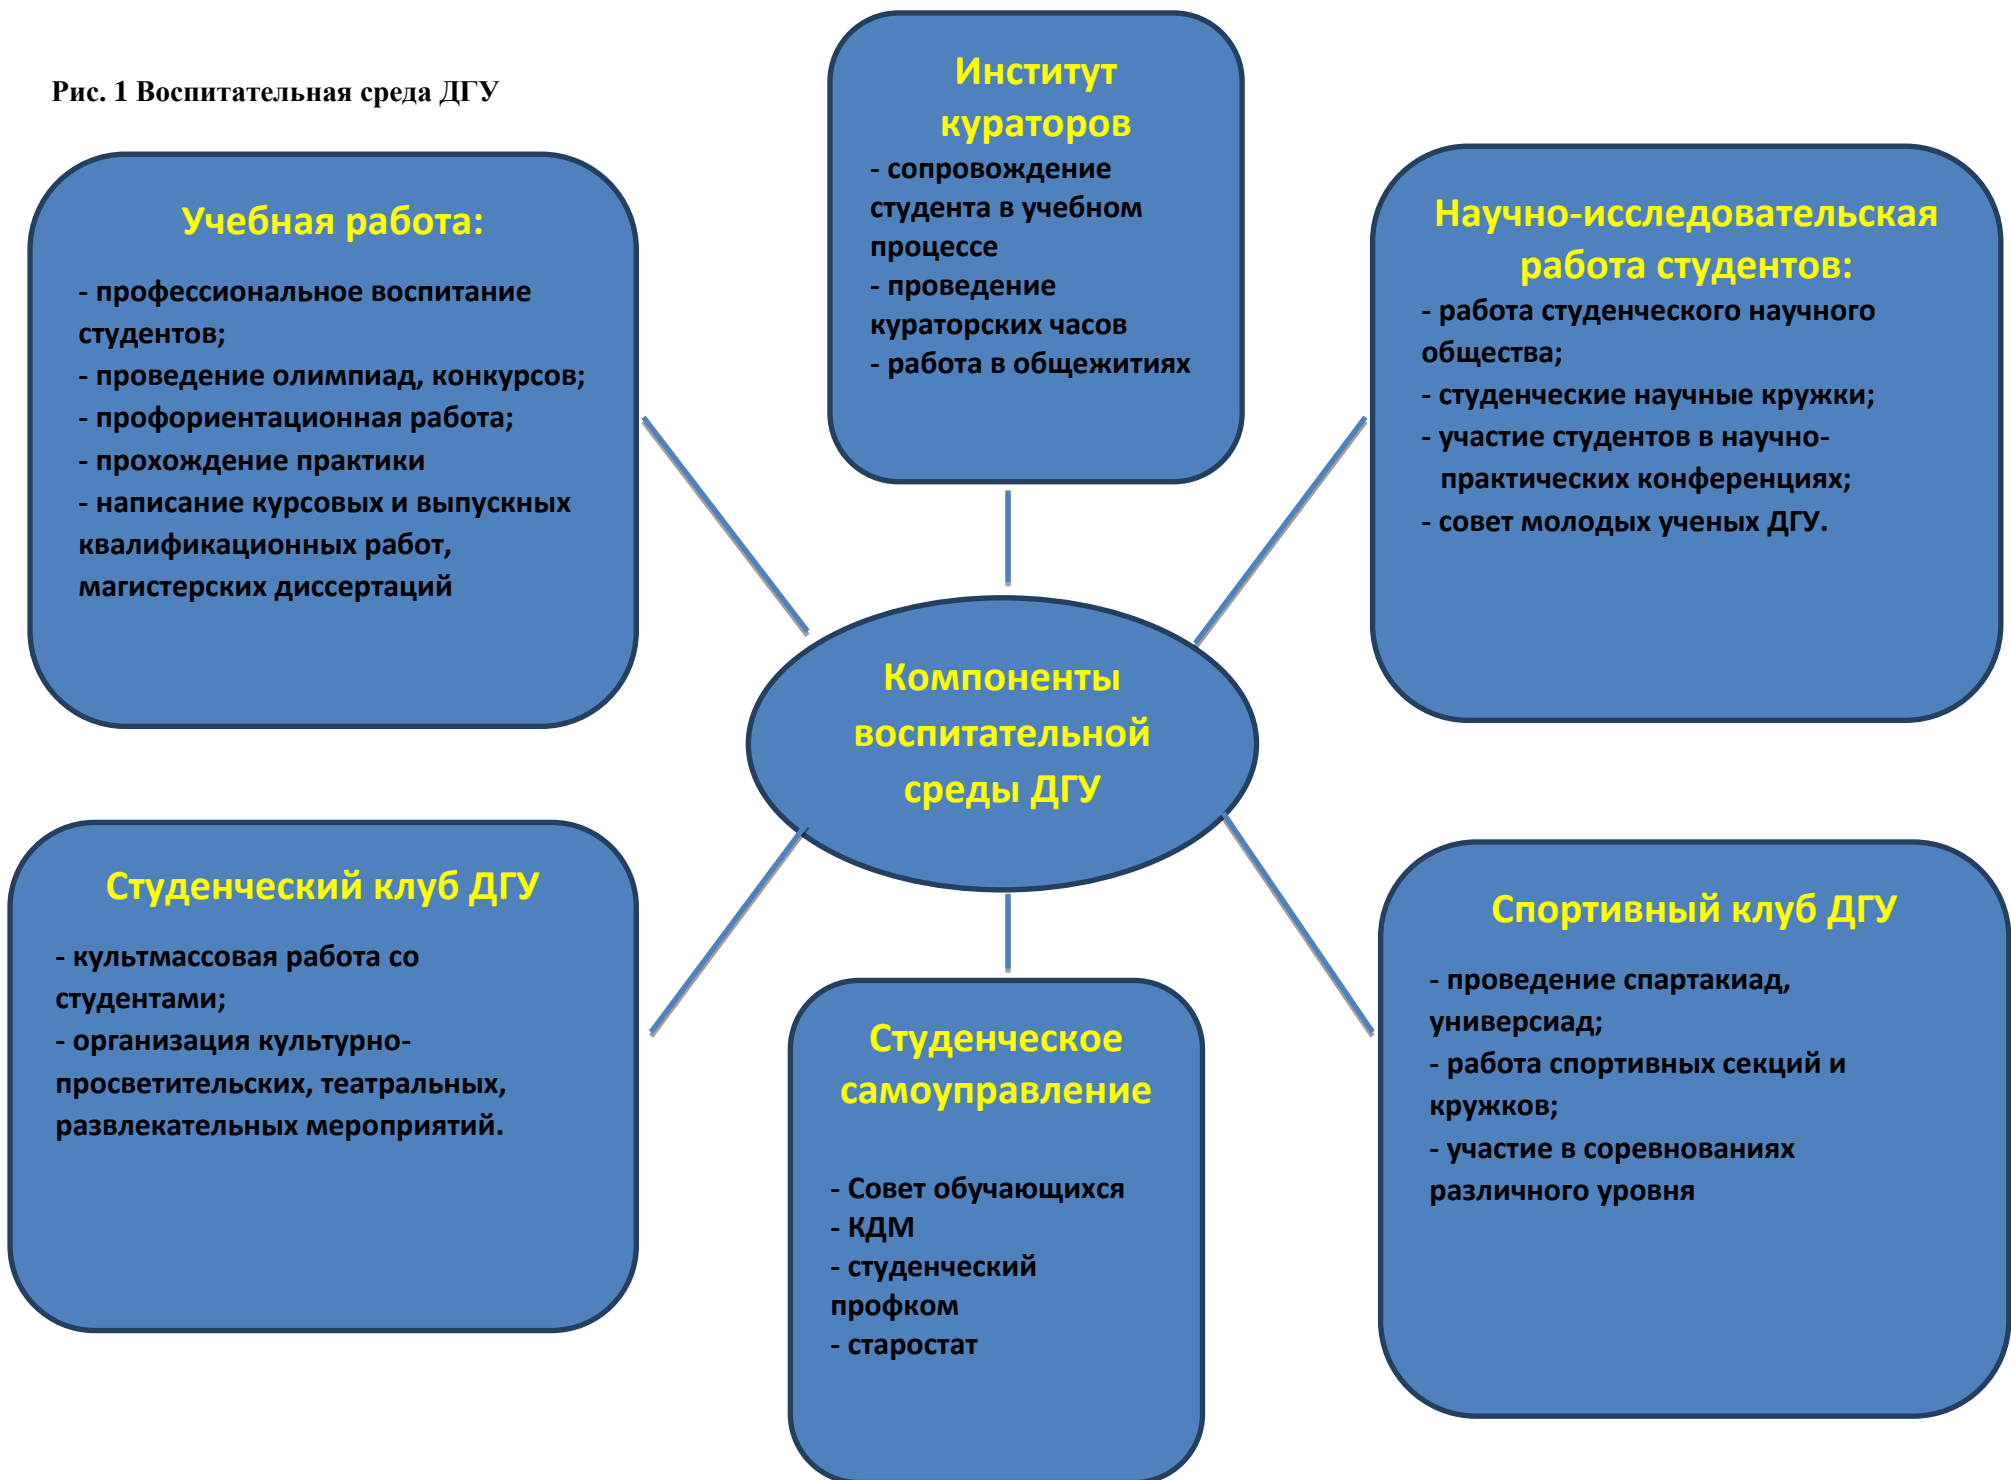 Рис. 1 Воспитательная среда ДГУ
Институт
кураторов
- сопровождение
студента в учебном
процессе
- проведение
кураторских часов
- работа в общежитиях
Учебная работа:
- профессиональное воспитание
студентов;
- проведение олимпиад, конкурсов;
- профориентационная работа;
- прохождение практики
- написание курсовых и выпускных
квалификационных работ,
магистерских диссертаций
Научно-исследовательская
работа студентов:
- работа студенческого научного
общества;
- студенческие научные кружки;
- участие студентов в научно-
практических конференциях;
- совет молодых ученых ДГУ.
Компоненты
воспитательной
среды ДГУ
Студенческий клуб ДГУ
- культмассовая работа со
студентами;
- организация культурно-
просветительских, театральных,
развлекательных мероприятий.
Студенческое
самоуправление
- Совет обучающихся
- КДМ
- студенческий
профком
- старостат
Спортивный клуб ДГУ
- проведение спартакиад,
универсиад;
- работа спортивных секций и
кружков;
- участие в соревнованиях
различного уровня